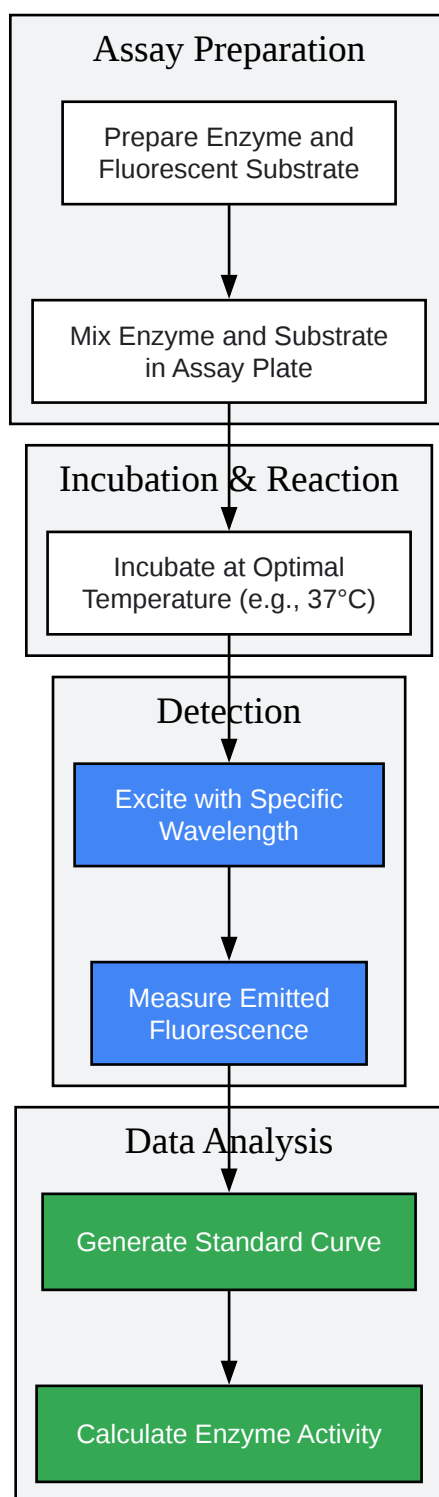 Assay Preparation
Prepare Enzyme and
Fluorescent Substrate
Mix Enzyme and Substrate
in Assay Plate
Incubation & Reaction
Incubate at Optimal
Temperature (e.g., 37°C)
Detection
Excite with Specific
Wavelength
Measure Emitted
Fluorescence
Data Analysis
Generate Standard Curve
Calculate Enzyme Activity